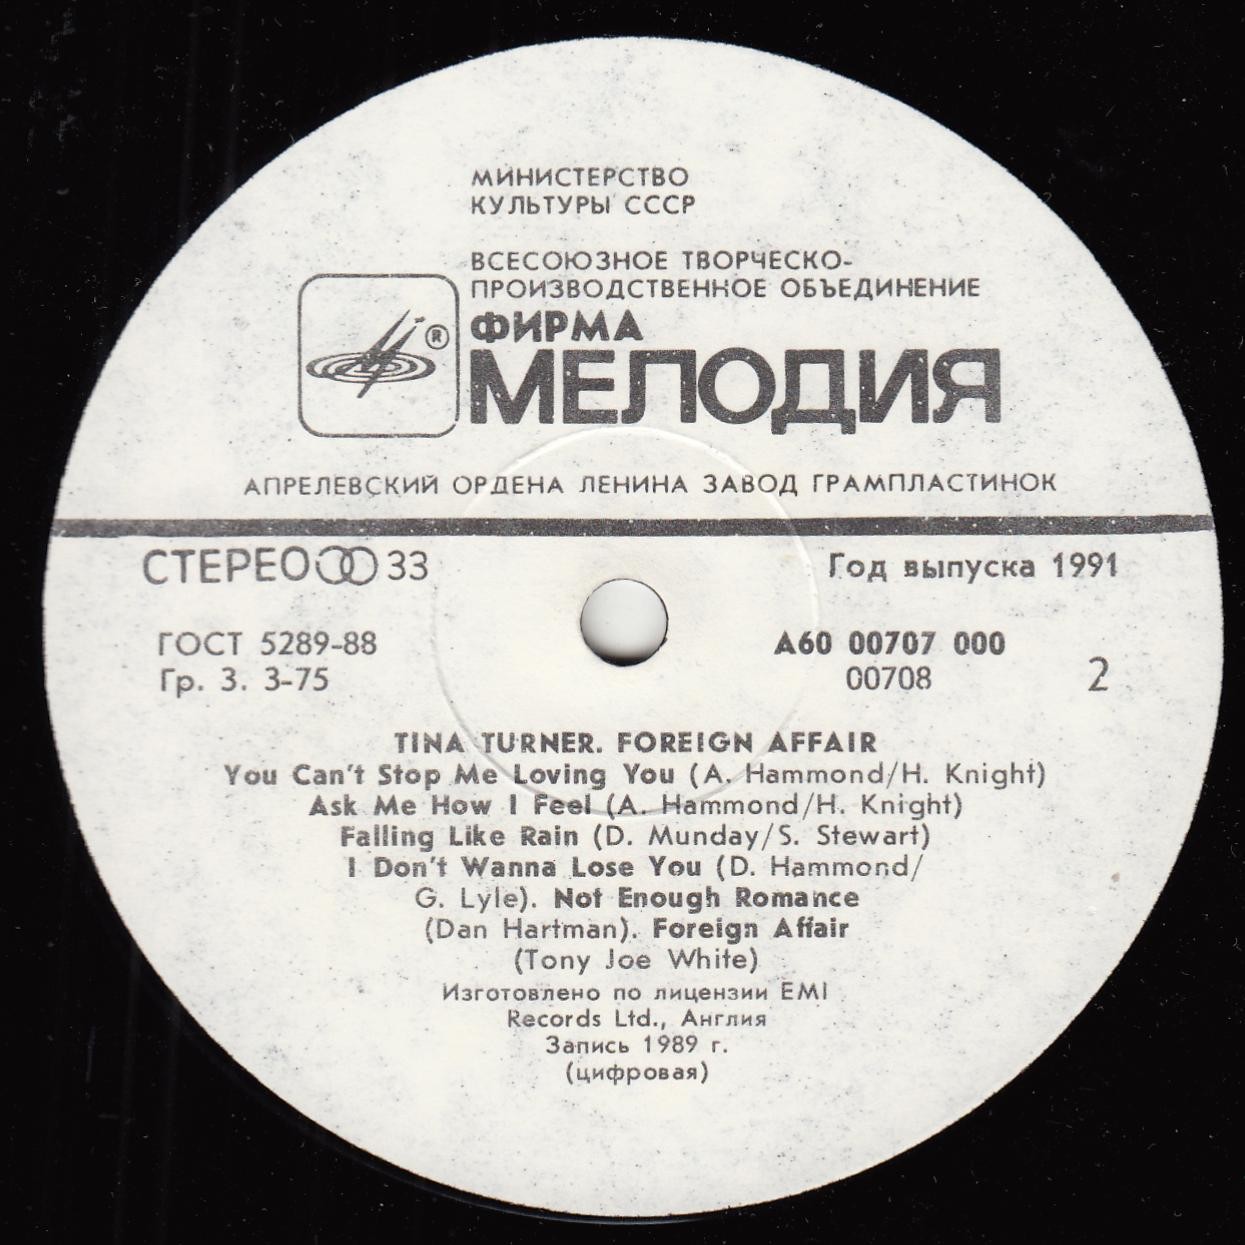 МИНИСТЕРСТВО
КУЛЬТУРЫ СССР
ВСЕСОЮЗНОЕ ТВОРЧЕСКО-
ПРОИЗВОДСТВЕННОЕ ОБЪЕДИНЕНИЕ
ФИРМА
®
МЕЛОДИЯ
АПРЕЛЕВСКИЙ ОРДЕНА ЛЕНИНА ЗАВОД ГРАМПЛАСТИНОК
СТЕРЕО 33
Год выпуска 1991
ГОСТ 5289-88
А60 00707 000
Гр. 3. 3-75
00708
2
TINA TURNER. FOREIGN AFFAIR
You Can't Stop Me Loving You (A. Hammond/H. Knight)
Ask Me How I Feel (A. Hammond/H. Knight)
Falling Like Rain (D. Munday/S. Stewart)
I Don't Wanna Lose You (D. Hammond/
G. Lyle). Not Enough Romance
(Dan Hartman). Foreign Affair
(Tony Joe White)
Изготовлено по лицензии EMI
Records Ltd., Англия
Запись 1989 г.
(цифровая)